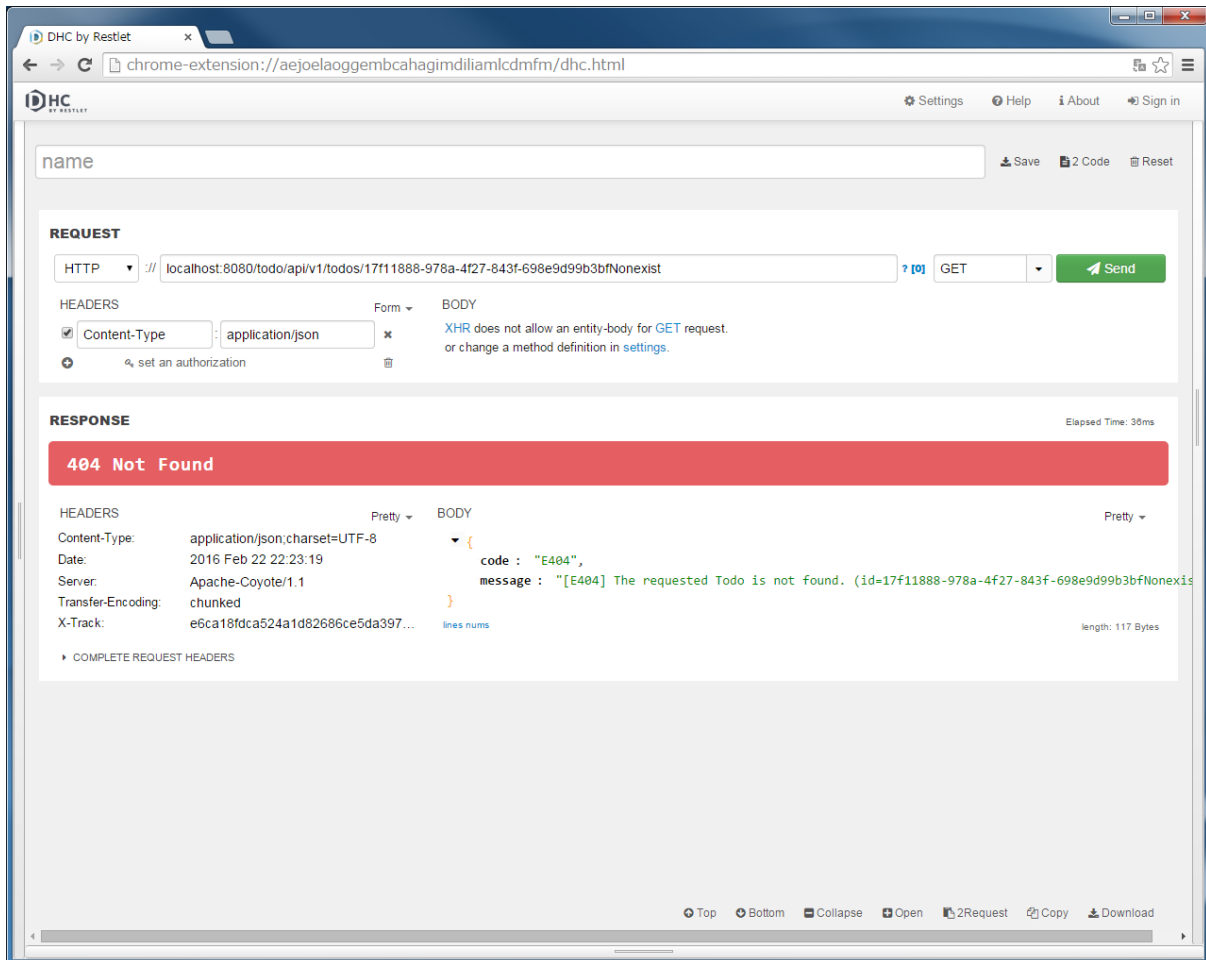 DHC by Restlet
chrome-extension://aejoelaoggembcahagimdiliamlcdmfm/dhc.html
DHC BY RESTLET Settings Help About Sign in
name Save 2 Code Reset
REQUEST
HTTP :// localhost:8080/todo/api/v1/todos/17f11888-978a-4f27-843f-698e9d99b3bfNonexist ? [0] GET Send
HEADERS Form BODY
Content-Type : application/json XHR does not allow an entity-body for GET request.
or change a method definition in settings.
set an authorization
RESPONSE Elapsed Time: 36ms
404 Not Found
HEADERS Pretty BODY Pretty
Content-Type: application/json;charset=UTF-8 {
Date: 2016 Feb 22 22:23:19 code : "E404",
Server: Apache-Coyote/1.1 message : "[E404] The requested Todo is not found. (id=17f11888-978a-4f27-843f-698e9d99b3bfNonexis
Transfer-Encoding: chunked }
X-Track: e6ca18fdca524a1d82686ce5da397... lines nums length: 117 Bytes
COMPLETE REQUEST HEADERS
Top Bottom Collapse Open 2Request Copy Download